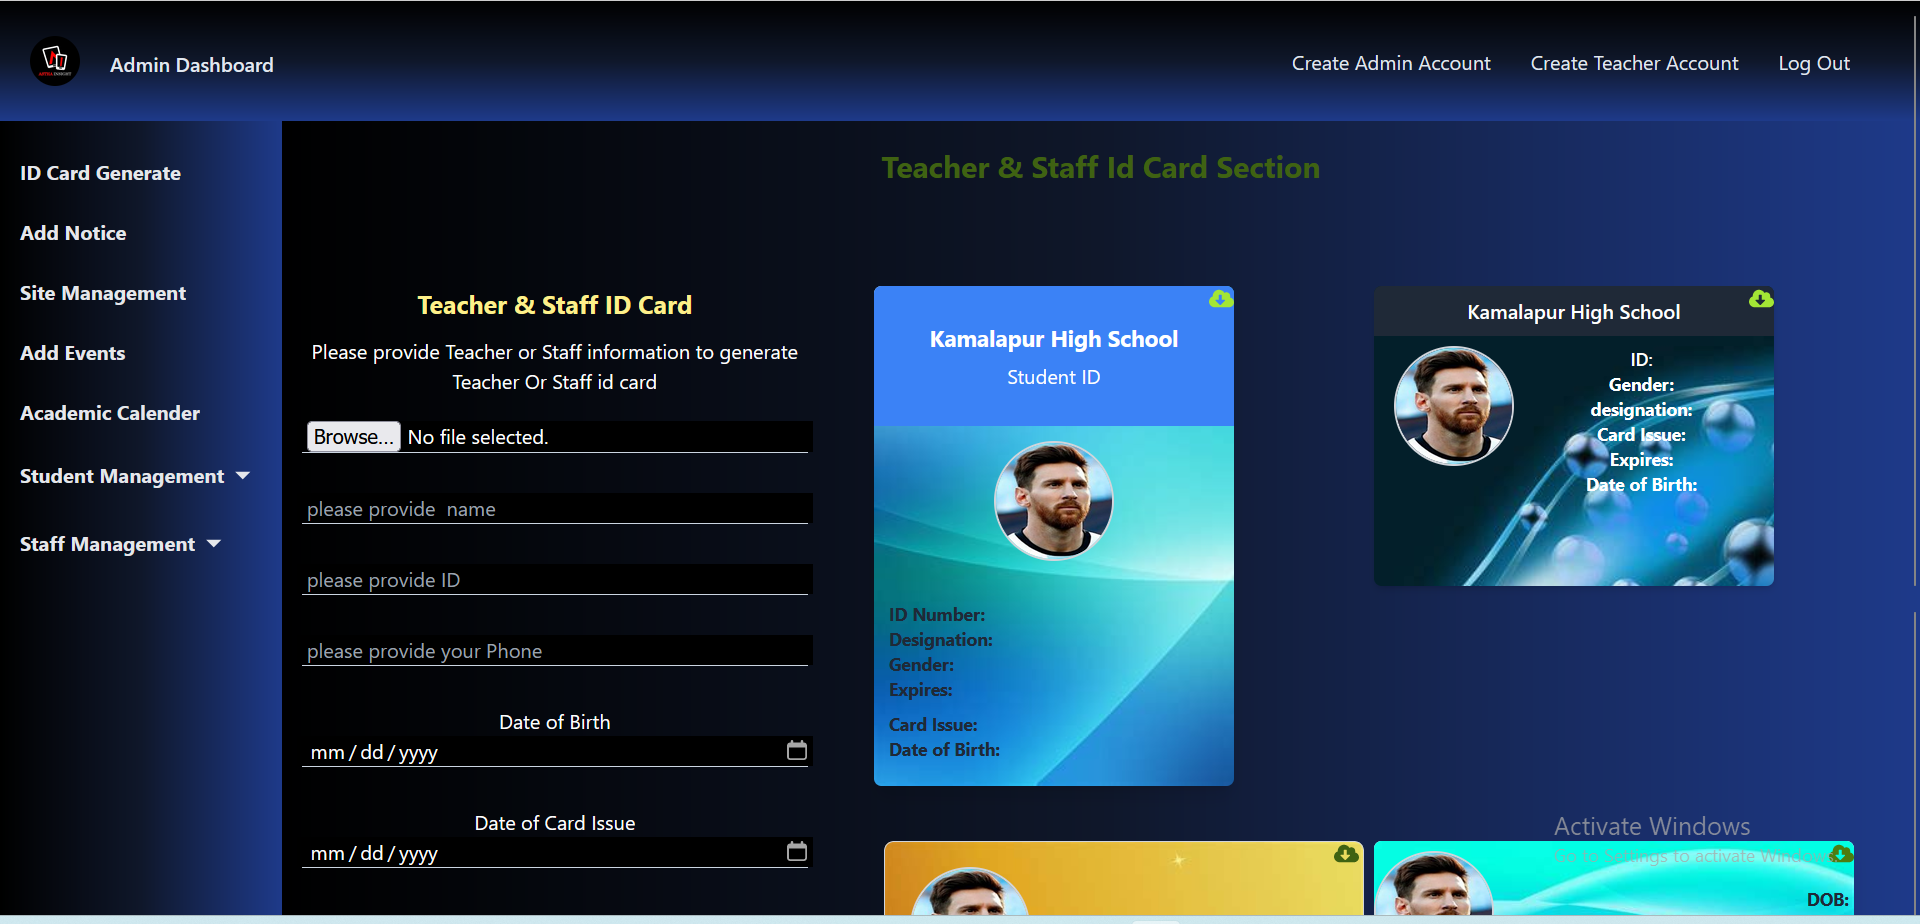 ASTRA INSIGHT
Admin Dashboard
Create Admin Account
Create Teacher Account
Log Out
ID Card Generate
Add Notice
Site Management
Add Events
Academic Calender
Student Management
Staff Management
Teacher & Staff Id Card Section
Teacher & Staff ID Card
Please provide Teacher or Staff information to generate
Teacher Or Staff id card
Browse... No file selected.
please provide  name
please provide ID
please provide your Phone
Date of Birth
mm / dd / yyyy
Date of Card Issue
mm / dd / yyyy
Kamalapur High School
Student ID
ID Number:
Designation:
Gender:
Expires:
Card Issue:
Date of Birth:
Kamalapur High School
ID:
Gender:
designation:
Card Issue:
Expires:
Date of Birth:
DOB:
Activate Windows
Go to Settings to activate Windows.